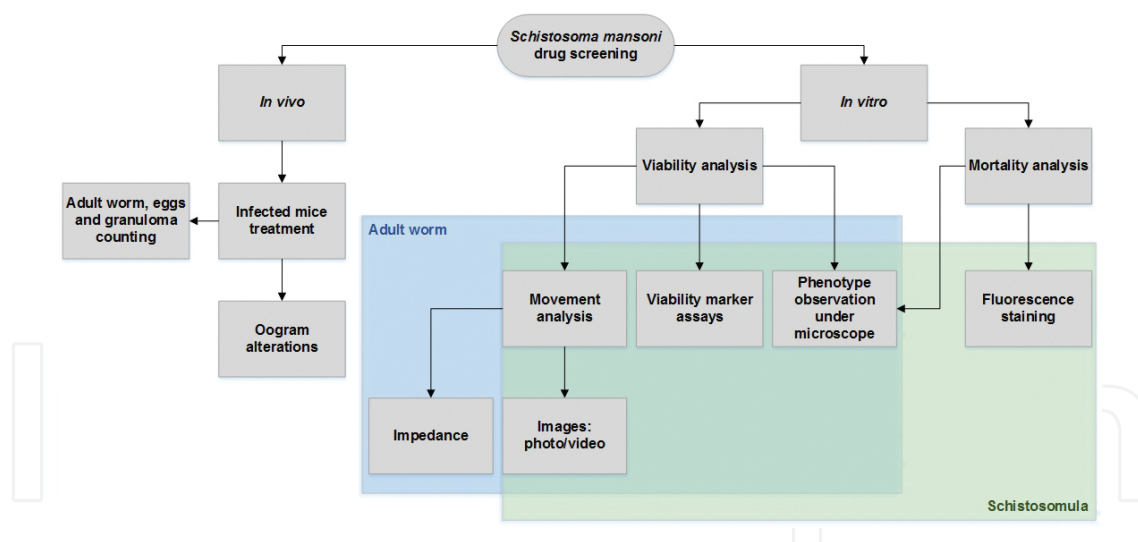 Schistosoma mansoni
drug screening
In vivo
In vitro
Viability analysis
Mortality analysis
Adult worm, eggs
and granuloma
counting
Infected mice
treatment
Adult worm
Movement
analysis
Viability marker
assays
Phenotype
observation
under
microscope
Fluorescence
staining
Oogram
alterations
Impedance
Images:
photo/video
Schistosomula